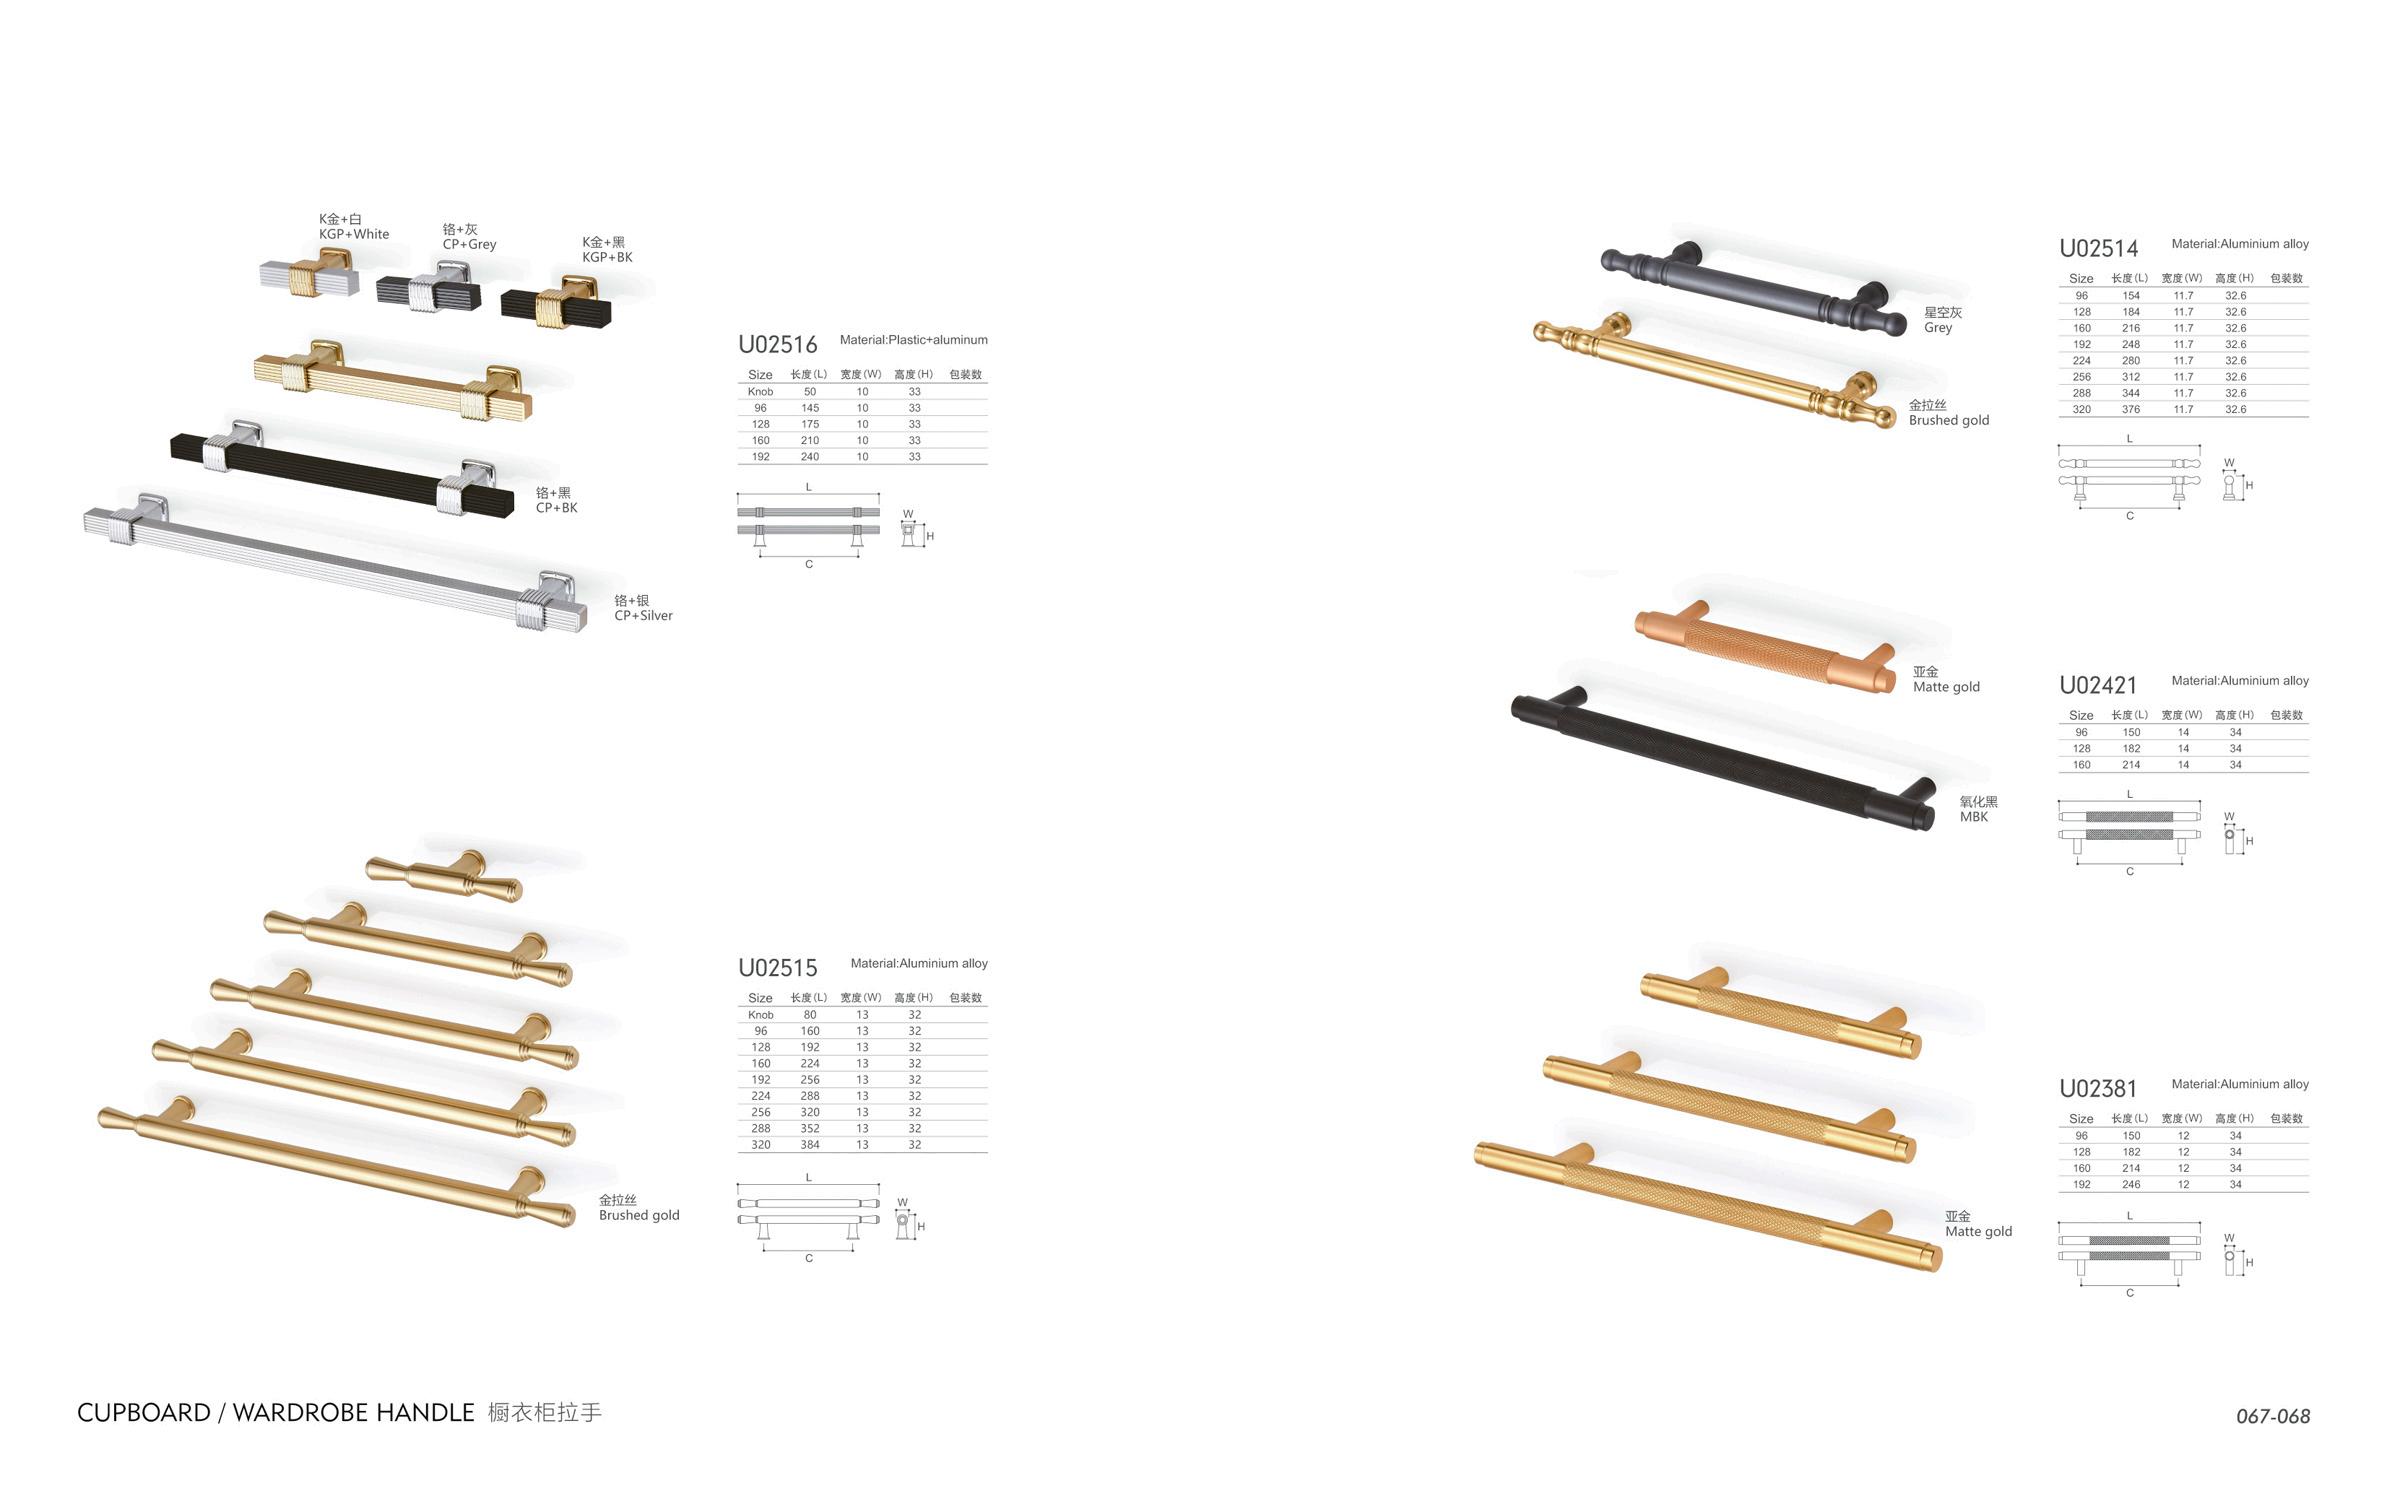 K金+白
KGP+White
铬+灰
CP+Grey
K金+黑
KGP+BK
铬+黑
CP+BK
铬+银
CP+Silver
U02516 Material:Plastic+aluminum
Size 长度(L) 宽度(W) 高度(H) 包装数
Knob 50 10 33
96 145 10 33
128 175 10 33
160 210 10 33
192 240 10 33
L
W
H
C
金拉丝
Brushed gold
U02515 Material:Aluminium alloy
Size 长度(L) 宽度(W) 高度(H) 包装数
Knob 80 13 32
96 160 13 32
128 192 13 32
160 224 13 32
192 256 13 32
224 288 13 32
256 320 13 32
288 352 13 32
320 384 13 32
L
W
H
C
星空灰
Grey
金拉丝
Brushed gold
U02514 Material:Aluminium alloy
Size 长度(L) 宽度(W) 高度(H) 包装数
96 154 11.7 32.6
128 184 11.7 32.6
160 216 11.7 32.6
192 248 11.7 32.6
224 280 11.7 32.6
256 312 11.7 32.6
288 344 11.7 32.6
320 376 11.7 32.6
L
W
H
C
亚金
Matte gold
氧化黑
MBK
U02421 Material:Aluminium alloy
Size 长度(L) 宽度(W) 高度(H) 包装数
96 150 14 34
128 182 14 34
160 214 14 34
L
W
H
C
亚金
Matte gold
U02381 Material:Aluminium alloy
Size 长度(L) 宽度(W) 高度(H) 包装数
96 150 12 34
128 182 12 34
160 214 12 34
192 246 12 34
L
W
H
C
CUPBOARD / WARDROBE HANDLE 橱衣柜拉手
067-068